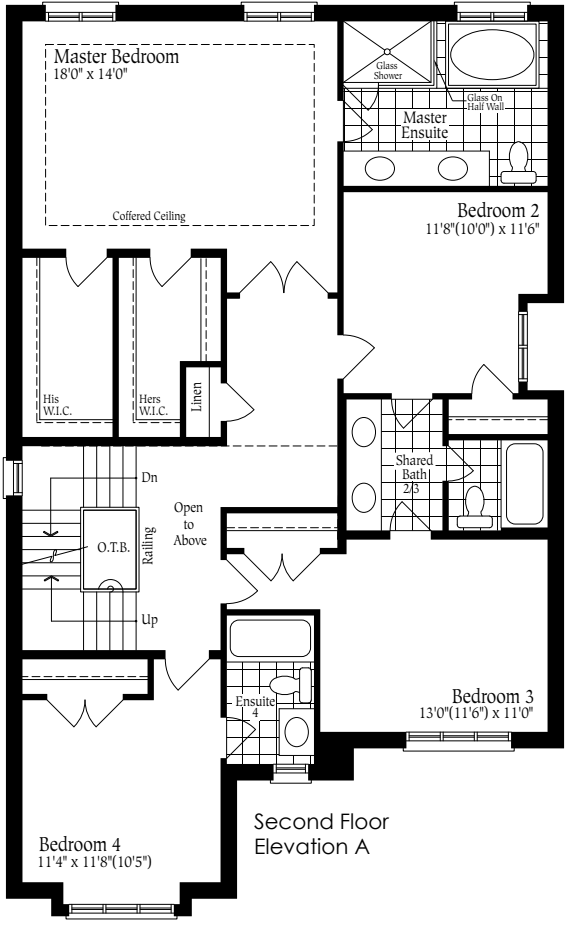 Master Bedroom
18'0" x 14'0"
Coffered Ceiling
Glass
Shower
Glass On
Half Wall
Master
Ensuite
Bedroom 2
11'8"(10'0") x 11'6"
His
W.I.C.
Hers
W.I.C.
Linen
Shared
Bath
2/3
Dn
Open
to
Above
O.T.B.
Railing
Up
Ensuite
4
Bedroom 3
13'0"(11'6") x 11'0"
Bedroom 4
11'4" x 11'8"(10'5")
Second Floor
Elevation A